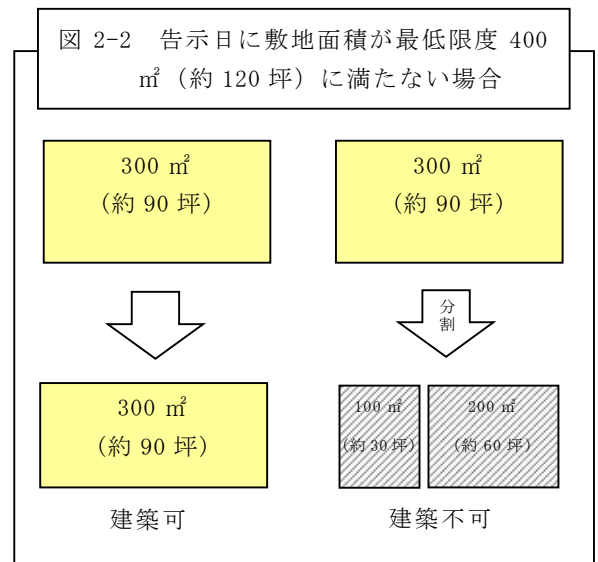 図 2-2　告示日に敷地面積が最低限度 400
㎡（約 120 坪）に満たない場合
300 ㎡
（約 90 坪）
300 ㎡
（約 90 坪）
分割
300 ㎡
（約 90 坪）
100 ㎡
（約 30 坪）
200 ㎡
（約 60 坪）
建築可
建築不可